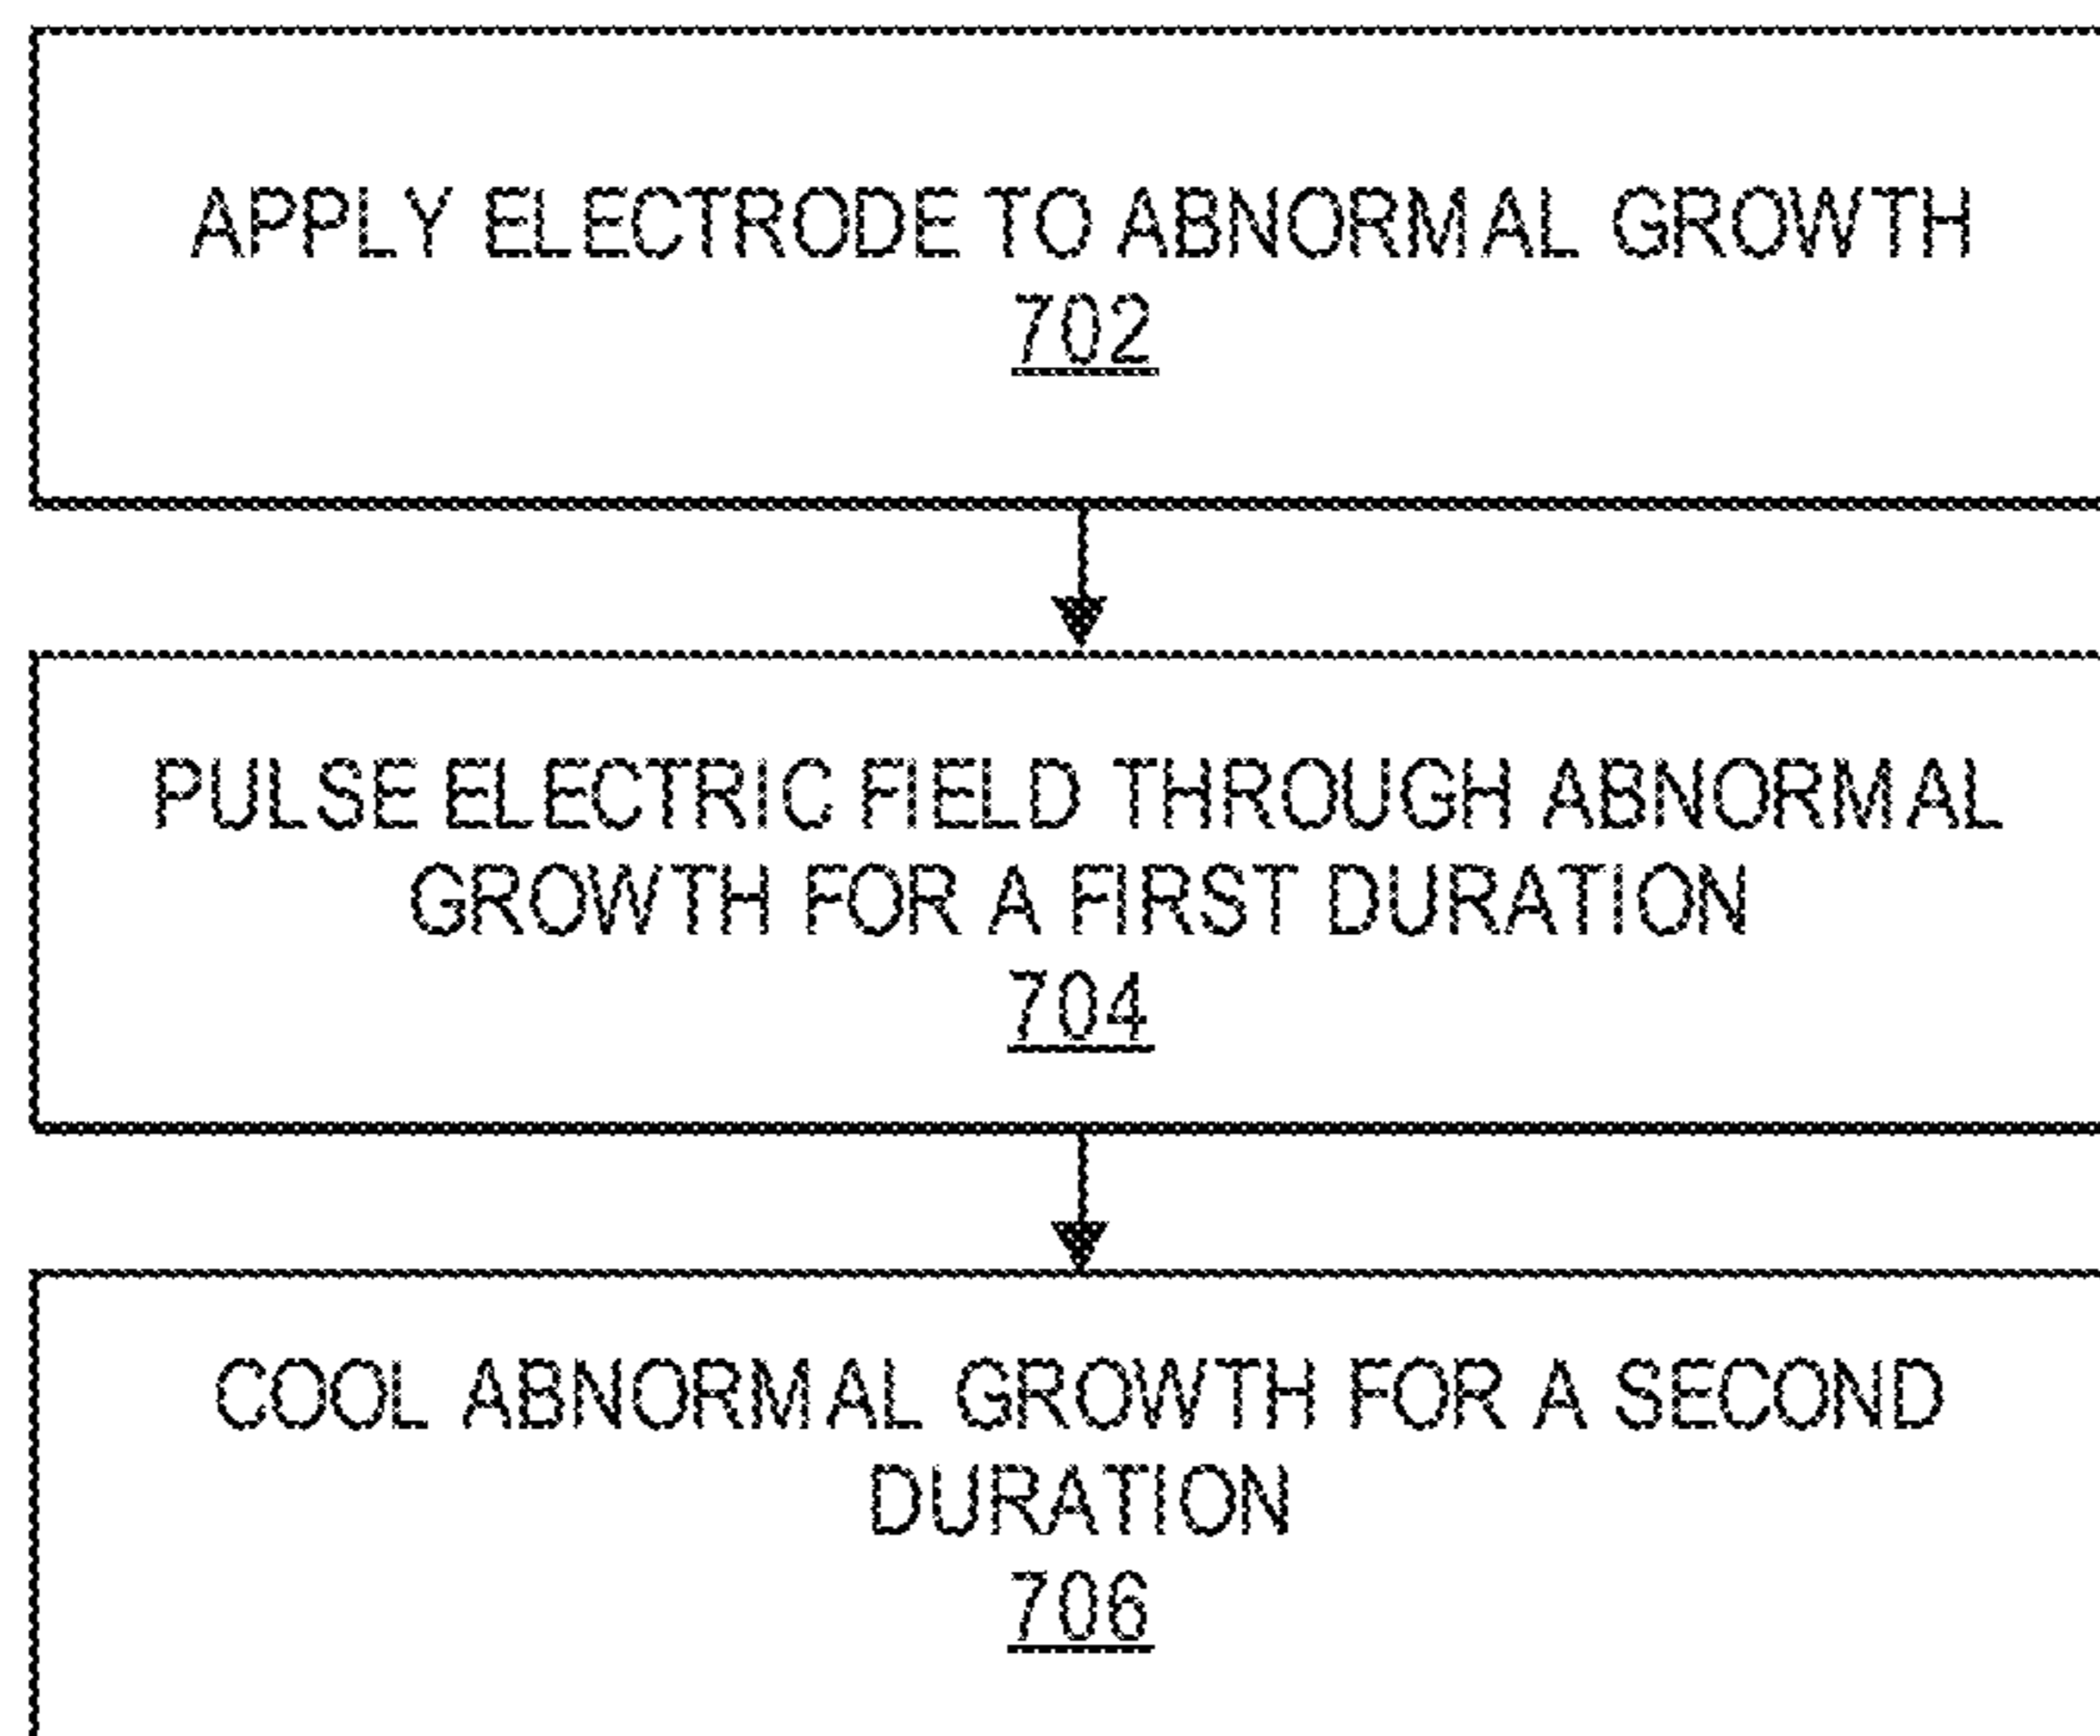 APPLY ELECTRODE TO ABNORMAL GROWTH
702
PULSE ELECTRIC FIELD THROUGH ABNORMAL
GROWTH FOR A FIRST DURATION
704
COOL ABNORMAL GROWTH FOR A SECOND
DURATION
706